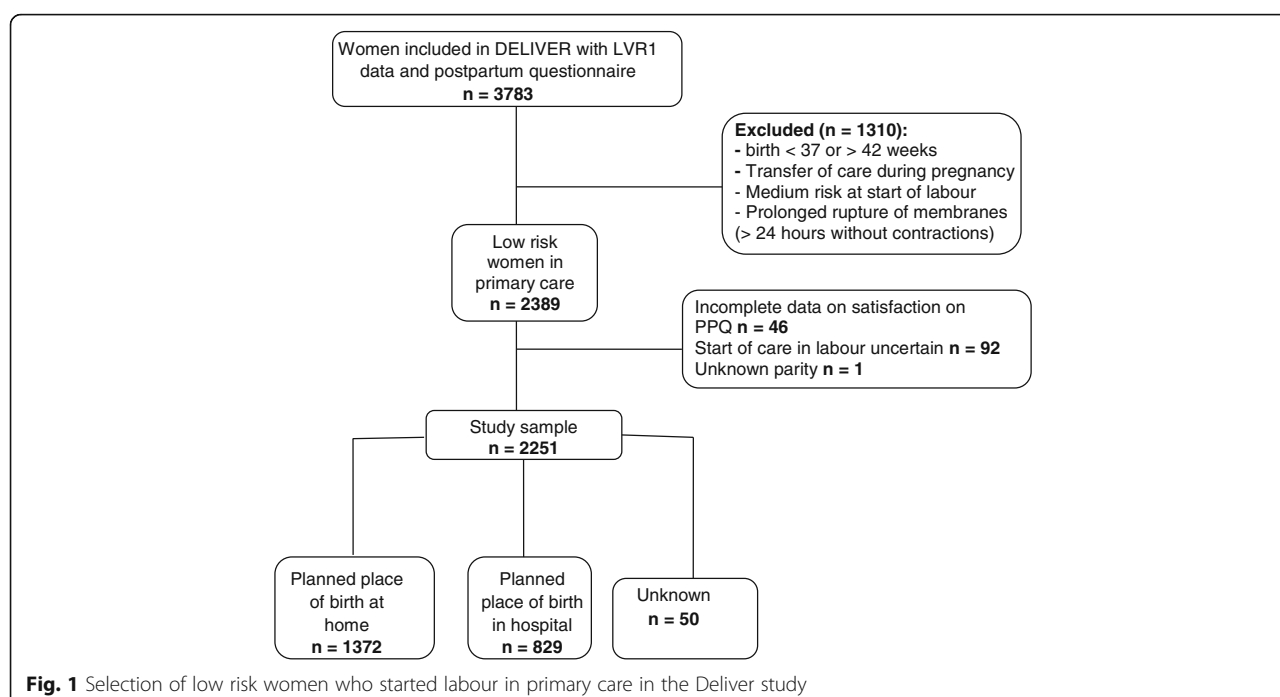 Women included in DELIVER with LVR1
data and postpartum questionnaire
n = 3783
Excluded (n = 1310):
- birth < 37 or > 42 weeks
- Transfer of care during pregnancy
- Medium risk at start of labour
- Prolonged rupture of membranes
(> 24 hours without contractions)
Low risk
women in
primary care
n = 2389
Incomplete data on satisfaction on
PPQ n = 46
Start of care in labour uncertain n = 92
Unknown parity n = 1
Study sample
n = 2251
Planned place
of birth at
home
n = 1372
Planned
place of birth
in hospital
n = 829
Unknown
n = 50
Fig. 1 Selection of low risk women who started labour in primary care in the Deliver study